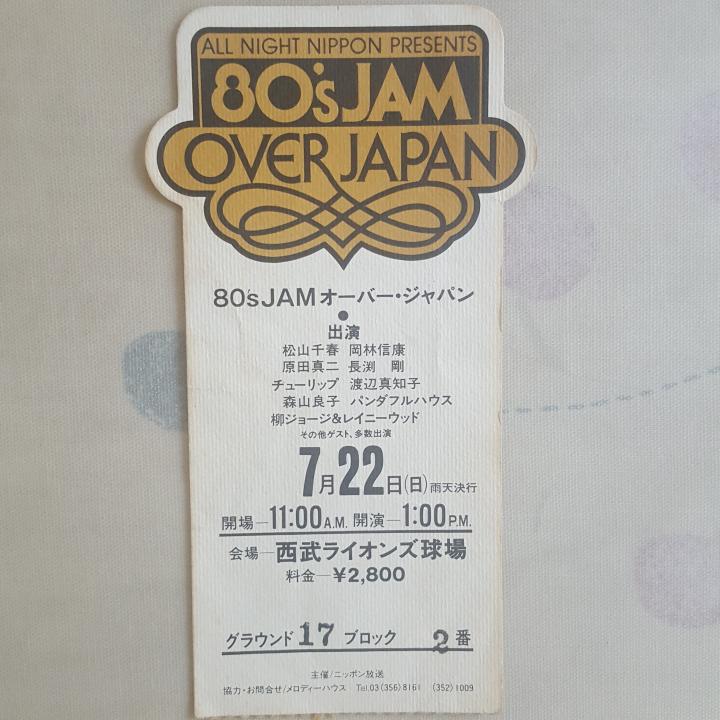 ALL NIGHT NIPPON PRESENTS
80'S JAM
OVER JAPAN
80'sJAMオーバー・ジャパン
●
出演
松山千春 岡林信康
原田真二 長渕 剛
チューリップ 渡辺真知子
森山良子 パンダフルハウス
柳ジョージ&レイニーウッド
その他ゲスト、多数出演
7月22日(日)雨天決行
開場―11:00A.M. 開演―1:00P.M.
会場―西武ライオンズ球場
料金―¥2,800
グラウンド 17 ブロック 2番
主催/ニッポン放送
協力・お問合せ/メロディーハウス Tel.03(356)8161 (352)1009